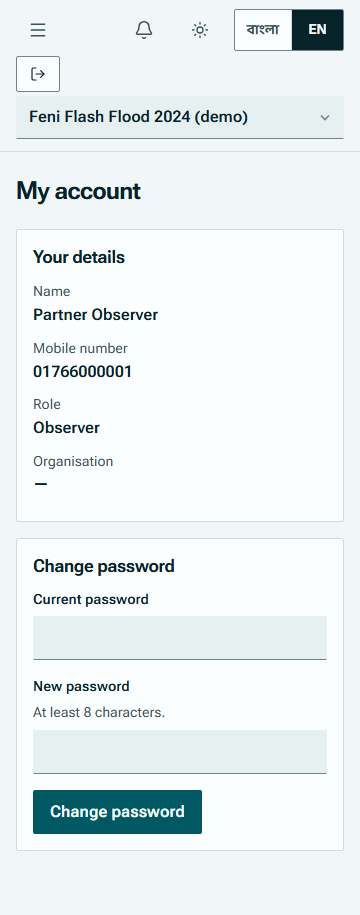 বাংলা EN
Feni Flash Flood 2024 (demo)
My account
Your details
Name
Partner Observer
Mobile number
01766000001
Role
Observer
Organisation
—
Change password
Current password
New password
At least 8 characters.
Change password